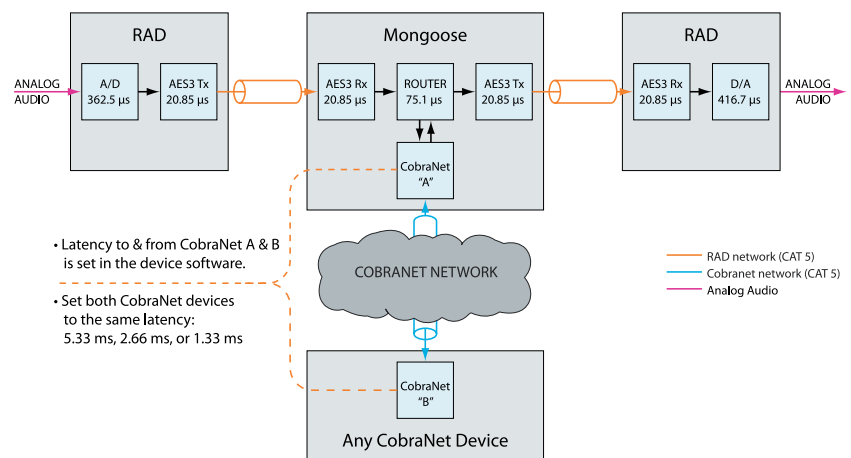 RAD
Mongoose
RAD
ANALOG
AUDIO
A/D
362.5 µs
AES3 Tx
20.85 µs
AES3 Rx
20.85 µs
ROUTER
75.1 µs
AES3 Tx
20.85 µs
AES3 Rx
20.85 µs
D/A
416.7 µs
ANALOG
AUDIO
CobraNet
"A"
• Latency to & from CobraNet A & B
is set in the device software.
• Set both CobraNet devices
to the same latency:
5.33 ms, 2.66 ms, or 1.33 ms
COBRANET NETWORK
RAD network (CAT 5)
Cobranet network (CAT 5)
Analog Audio
CobraNet
"B"
Any CobraNet Device